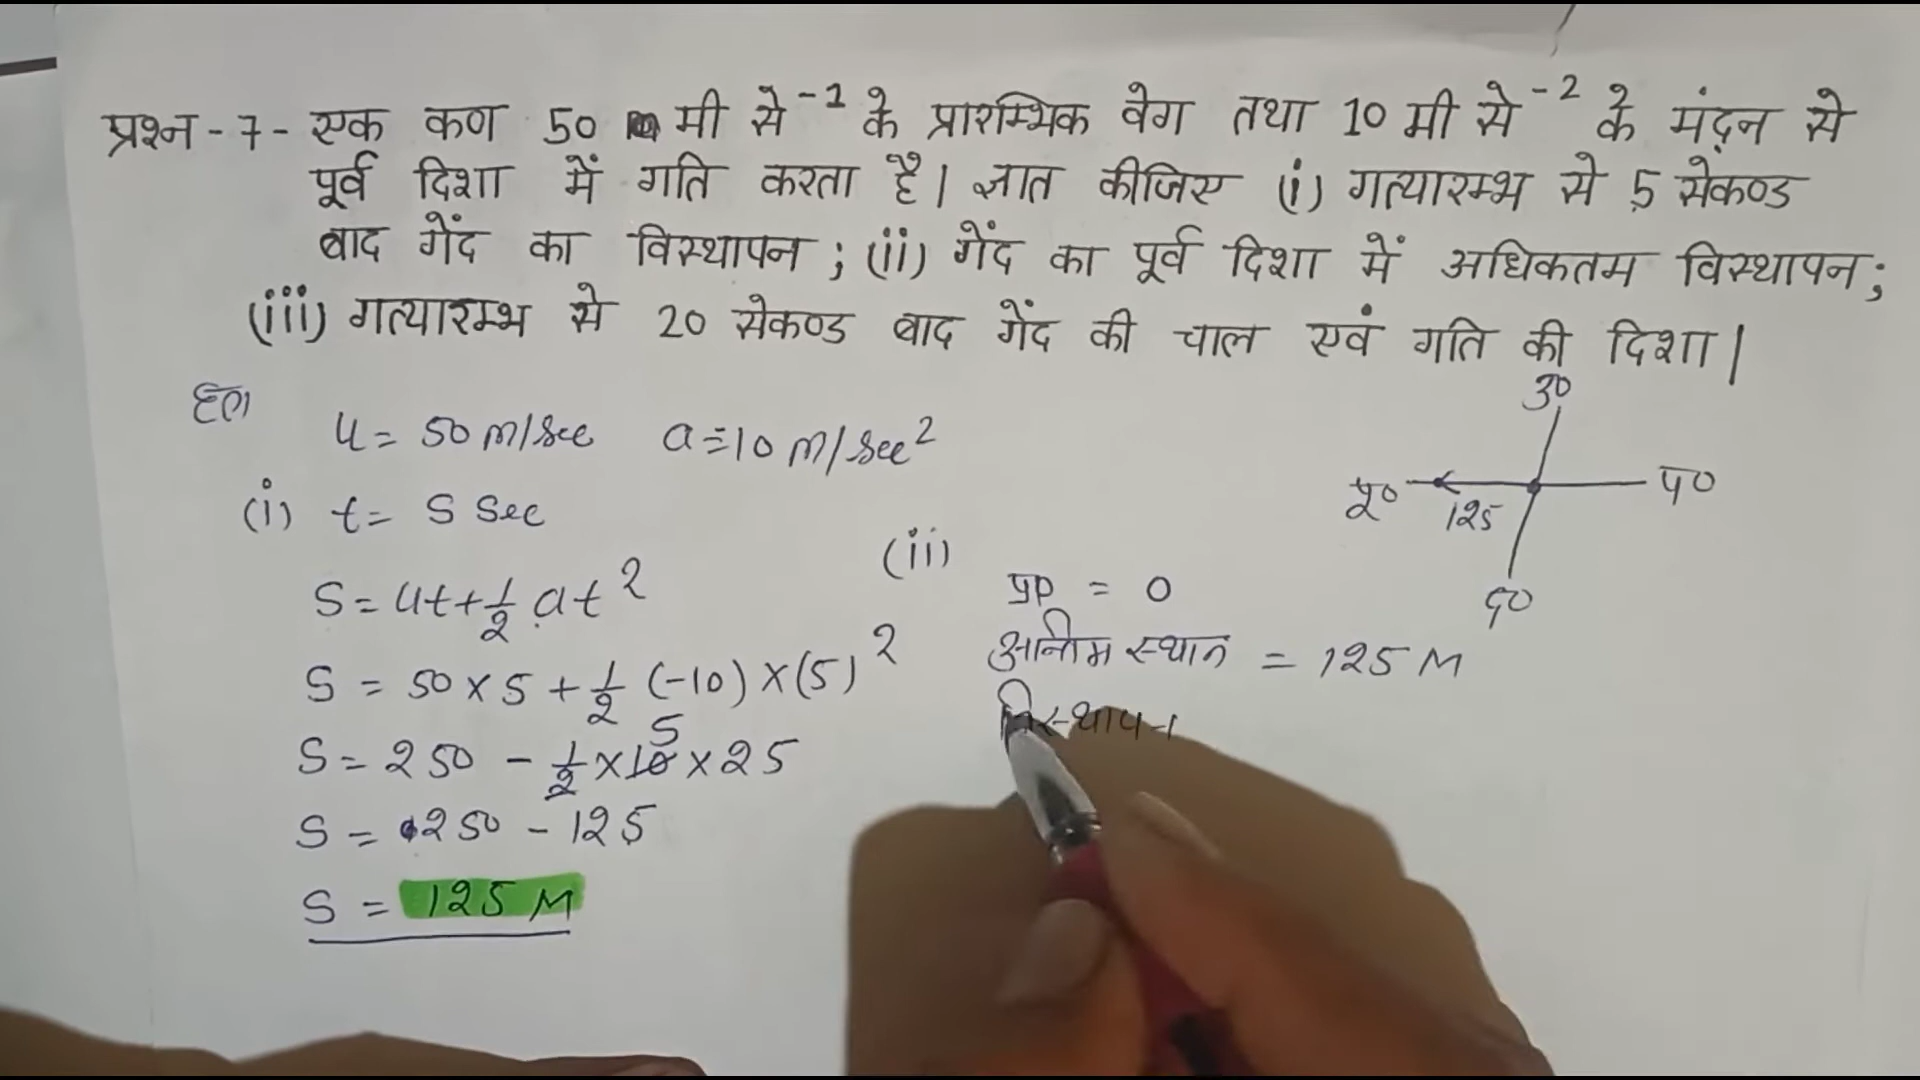 प्रश्न - 7 - एक कण 50 मी से⁻¹ के प्रारम्भिक वेग तथा 10 मी से⁻² के मंदन से
पूर्व दिशा में गति करता है। ज्ञात कीजिए (i) गत्यारम्भ से 5 सेकण्ड
बाद गेंद का विस्थापन ; (ii) गेंद का पूर्व दिशा में अधिकतम विस्थापन ;
(iii) गत्यारम्भ से 20 सेकण्ड बाद गेंद की चाल एवं गति की दिशा |
हल
u = 50 m/sec a = -10 m/sec²
(i) t = 5 Sec
S = ut + 1/2 at²
S = 50 × 5 + 1/2 (-10) × (5)²
5
S = 250 - 1/2 × 10 × 25
S = 250 - 125
S = 125 M
(ii)
= 0
अन्तिम स्थान = 125 M
उ०
पू० प०
125
द०